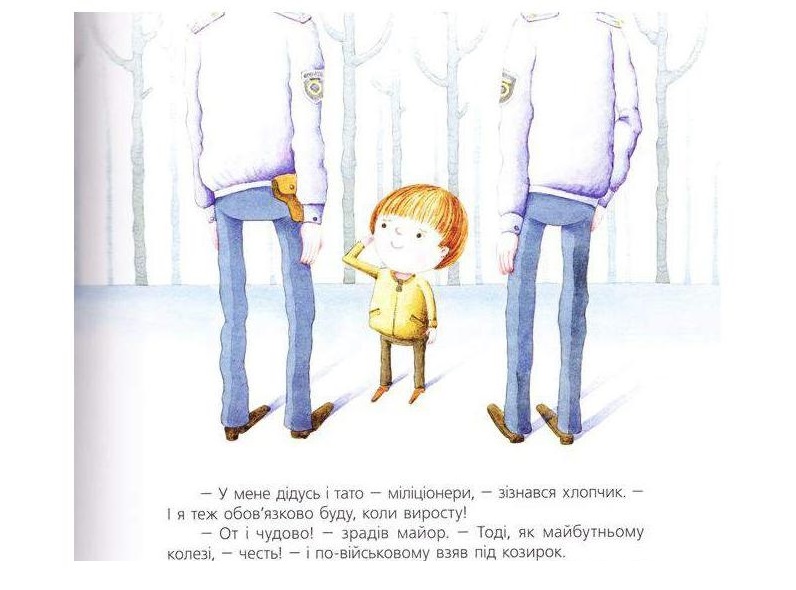 — У мене дідусь і тато — міліціонери, — зізнався хлопчик. —
І я теж обов'язково буду, коли виросту!
— От і чудово! — зрадів майор. — Тоді, як майбутньому
колезі, — честь! — і по-військовому взяв під козирок.